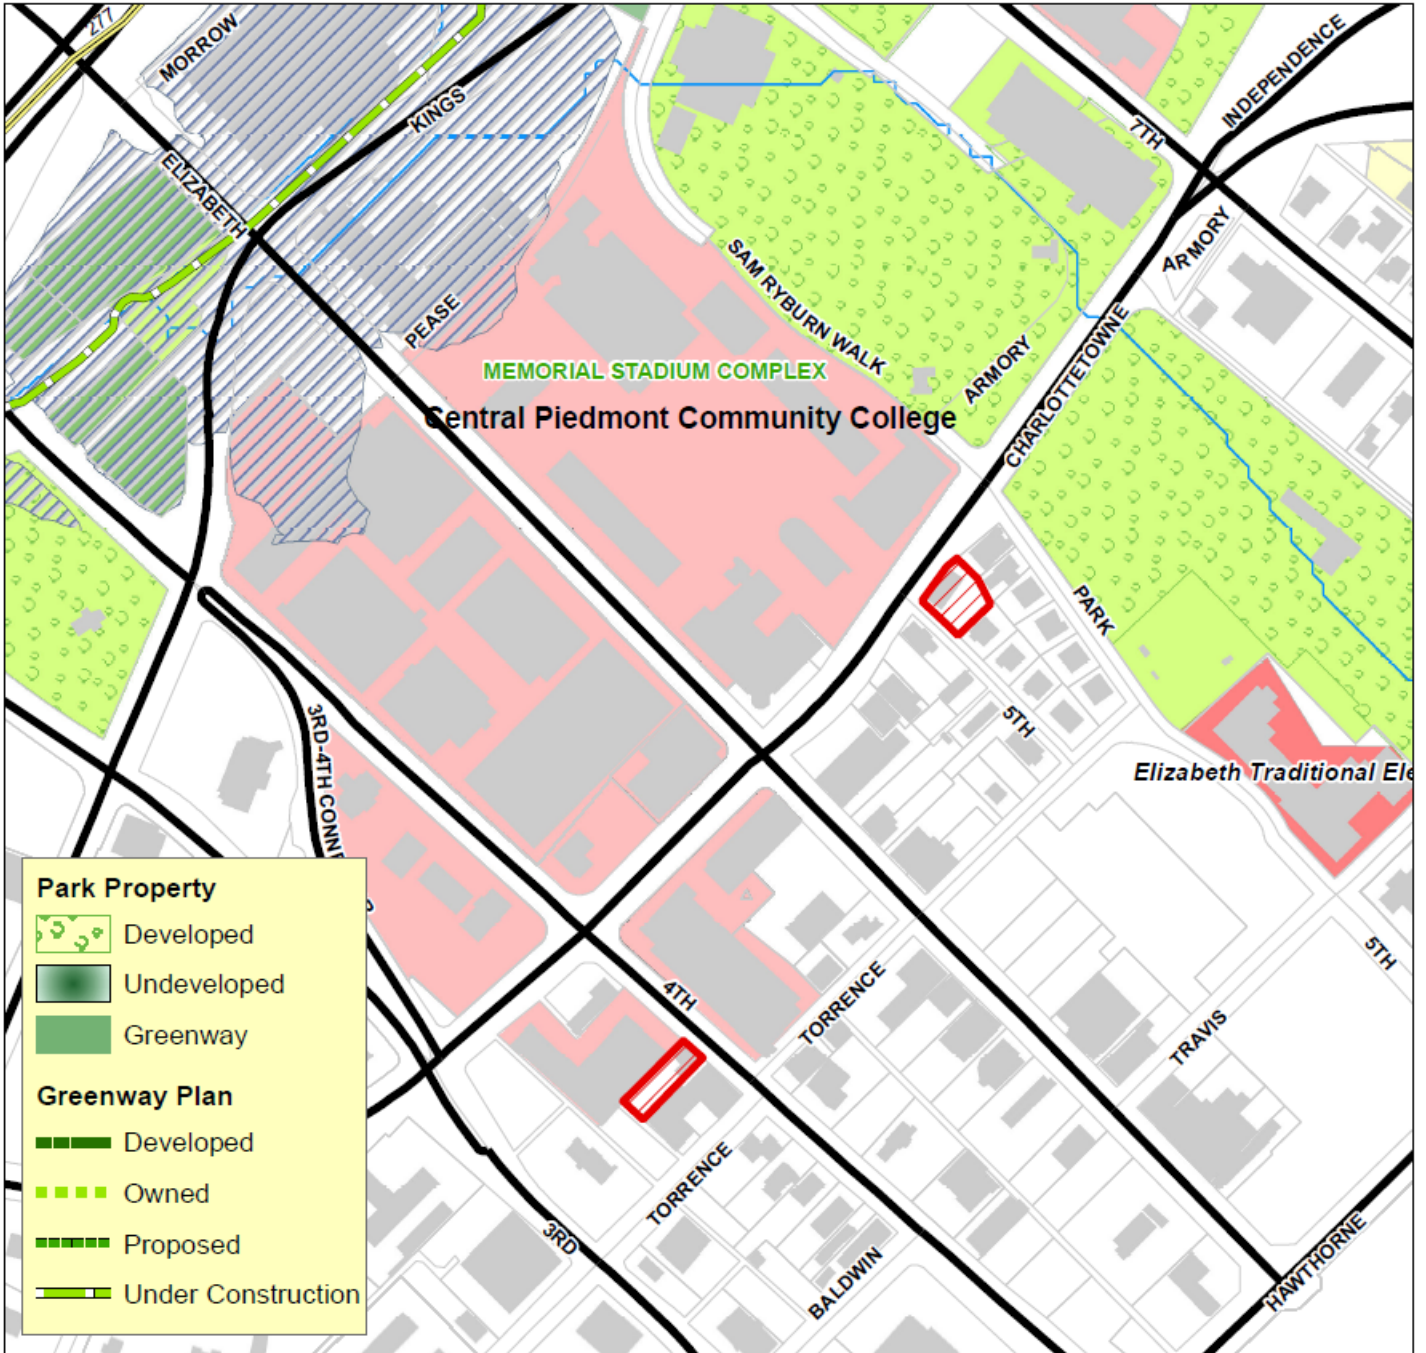 277
MORROW
KINGS
INDEPENDENCE
7TH
ELIZABETH
ARMORY
SAM RYBURN WALK
PEASE
MEMORIAL STADIUM COMPLEX
ARMORY
CHARLOTTETOWNE
Central Piedmont Community College
PARK
5TH
3RD-4TH CONN
Elizabeth Traditional Ele
5TH
4TH
TORRENCE
TRAVIS
TORRENCE
3RD
BALDWIN
HAWTHORNE
Park Property
Developed
Undeveloped
Greenway
Greenway Plan
Developed
Owned
Proposed
Under Construction